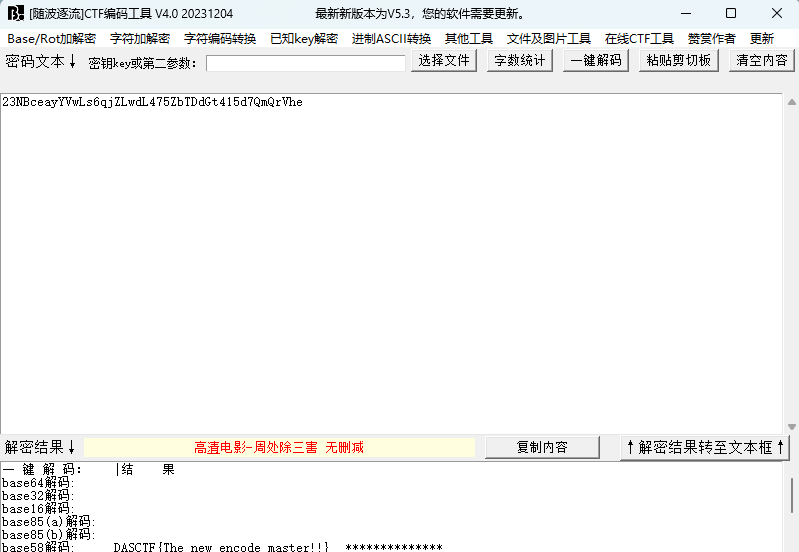 [随波逐流]CTF编码工具 V4.0 20231204 最新新版本为V5.3，您的软件需要更新。
Base/Rot加解密 字符加解密 字符编码转换 已知key解密 进制ASCII转换 其他工具 文件及图片工具 在线CTF工具 赞赏作者 更新
密码文本↓ 密钥key或第二参数： 选择文件 字数统计 一键解码 粘贴剪切板 清空内容
23NBceayYVwLs6qjZLwdL475ZbTDdGt415d7QmQrVhe
解密结果↓ 高清电影-周处除三害 无删减 复制内容 ↑解密结果转至文本框↑
一 键 解 码: |结 果
base64解码:
base32解码:
base16解码:
base85(a)解码:
base85(b)解码:
base58解码: DASCTF{The_new_encode_master!!} **************